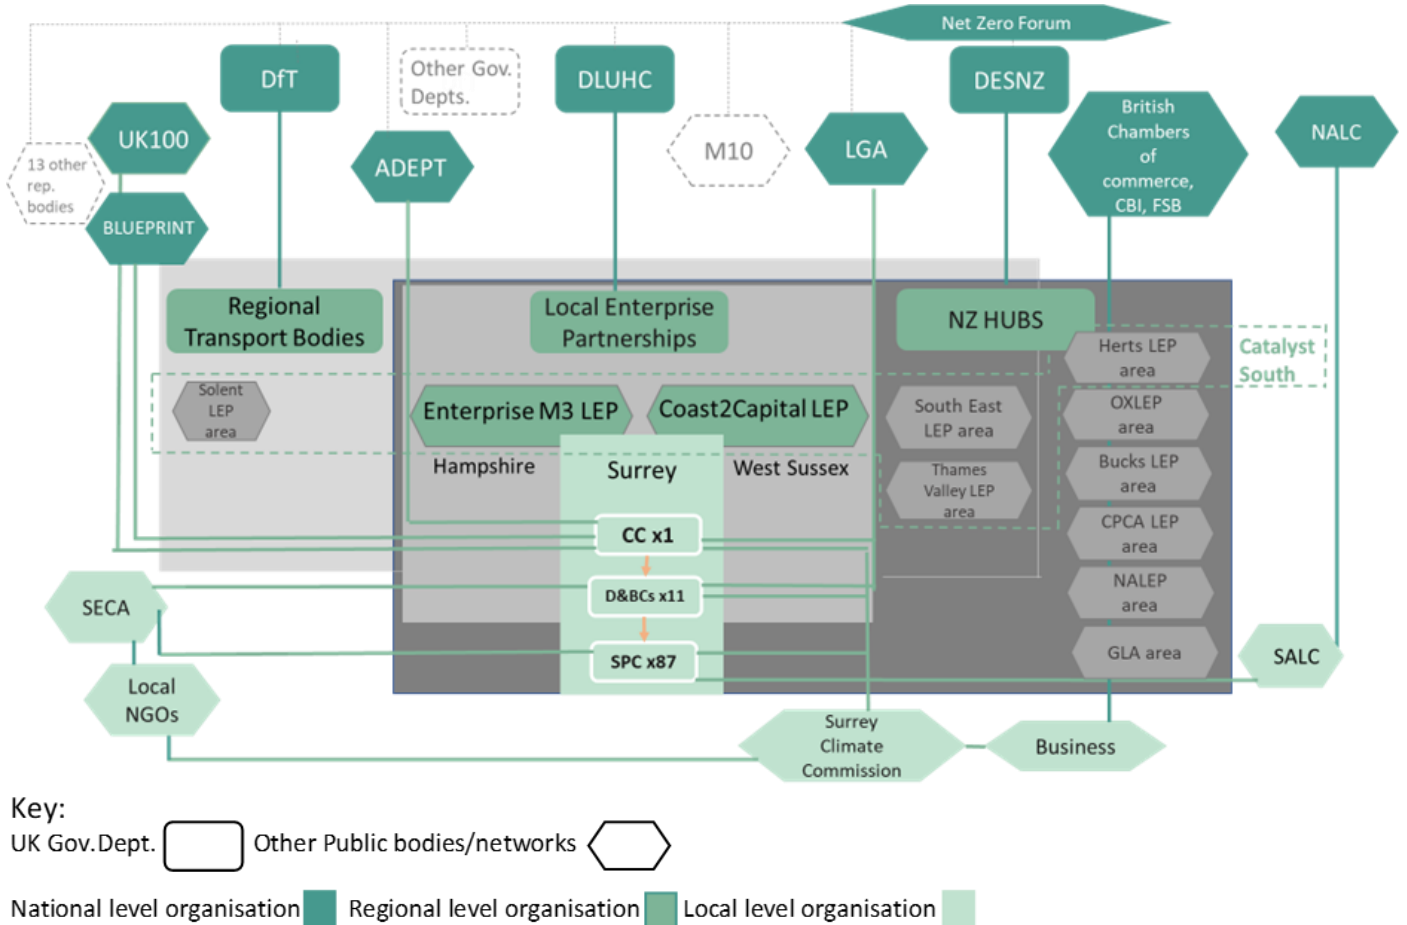 Net Zero Forum
DfT
Other Gov.
Depts.
DLUHC
DESNZ
UK100
13 other
rep.
bodies
BLUEPRINT
ADEPT
M10
LGA
British
Chambers
of
commerce,
CBI, FSB
NALC
Regional
Transport Bodies
Local Enterprise
Partnerships
NZ HUBS
Herts LEP
area
Catalyst
South
Solent
LEP
area
Enterprise M3 LEP
Coast2Capital LEP
South East
LEP area
OXLEP
area
Hampshire
Surrey
West Sussex
Thames
Valley LEP
area
Bucks LEP
area
CC x1
CPCA LEP
area
D&BCs x11
NALEP
area
SECA
SPC x87
GLA area
SALC
Local
NGOs
Surrey
Climate
Commission
Business
Key:
UK Gov.Dept.
Other Public bodies/networks
National level organisation
Regional level organisation
Local level organisation